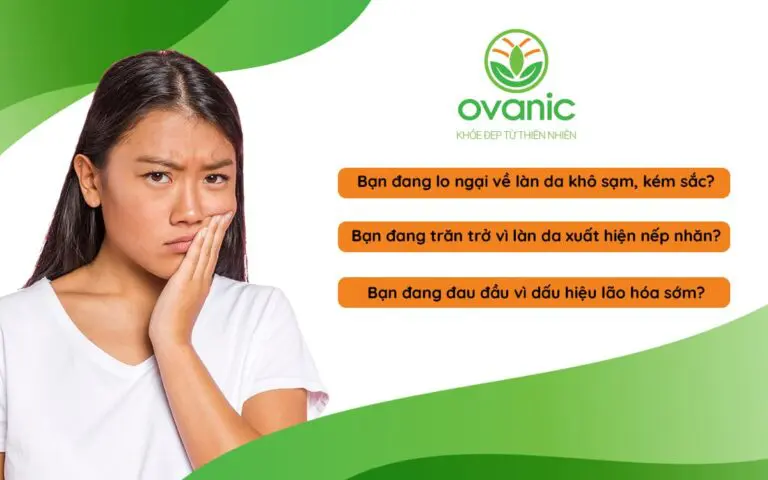 ovanic
KHỎE ĐẸP TỪ THIÊN NHIÊN
Bạn đang lo ngại về làn da khô sạm, kém sắc?
Bạn đang trăn trở vì làn da xuất hiện nếp nhăn?
Bạn đang đau đầu vì dấu hiệu lão hóa sớm?